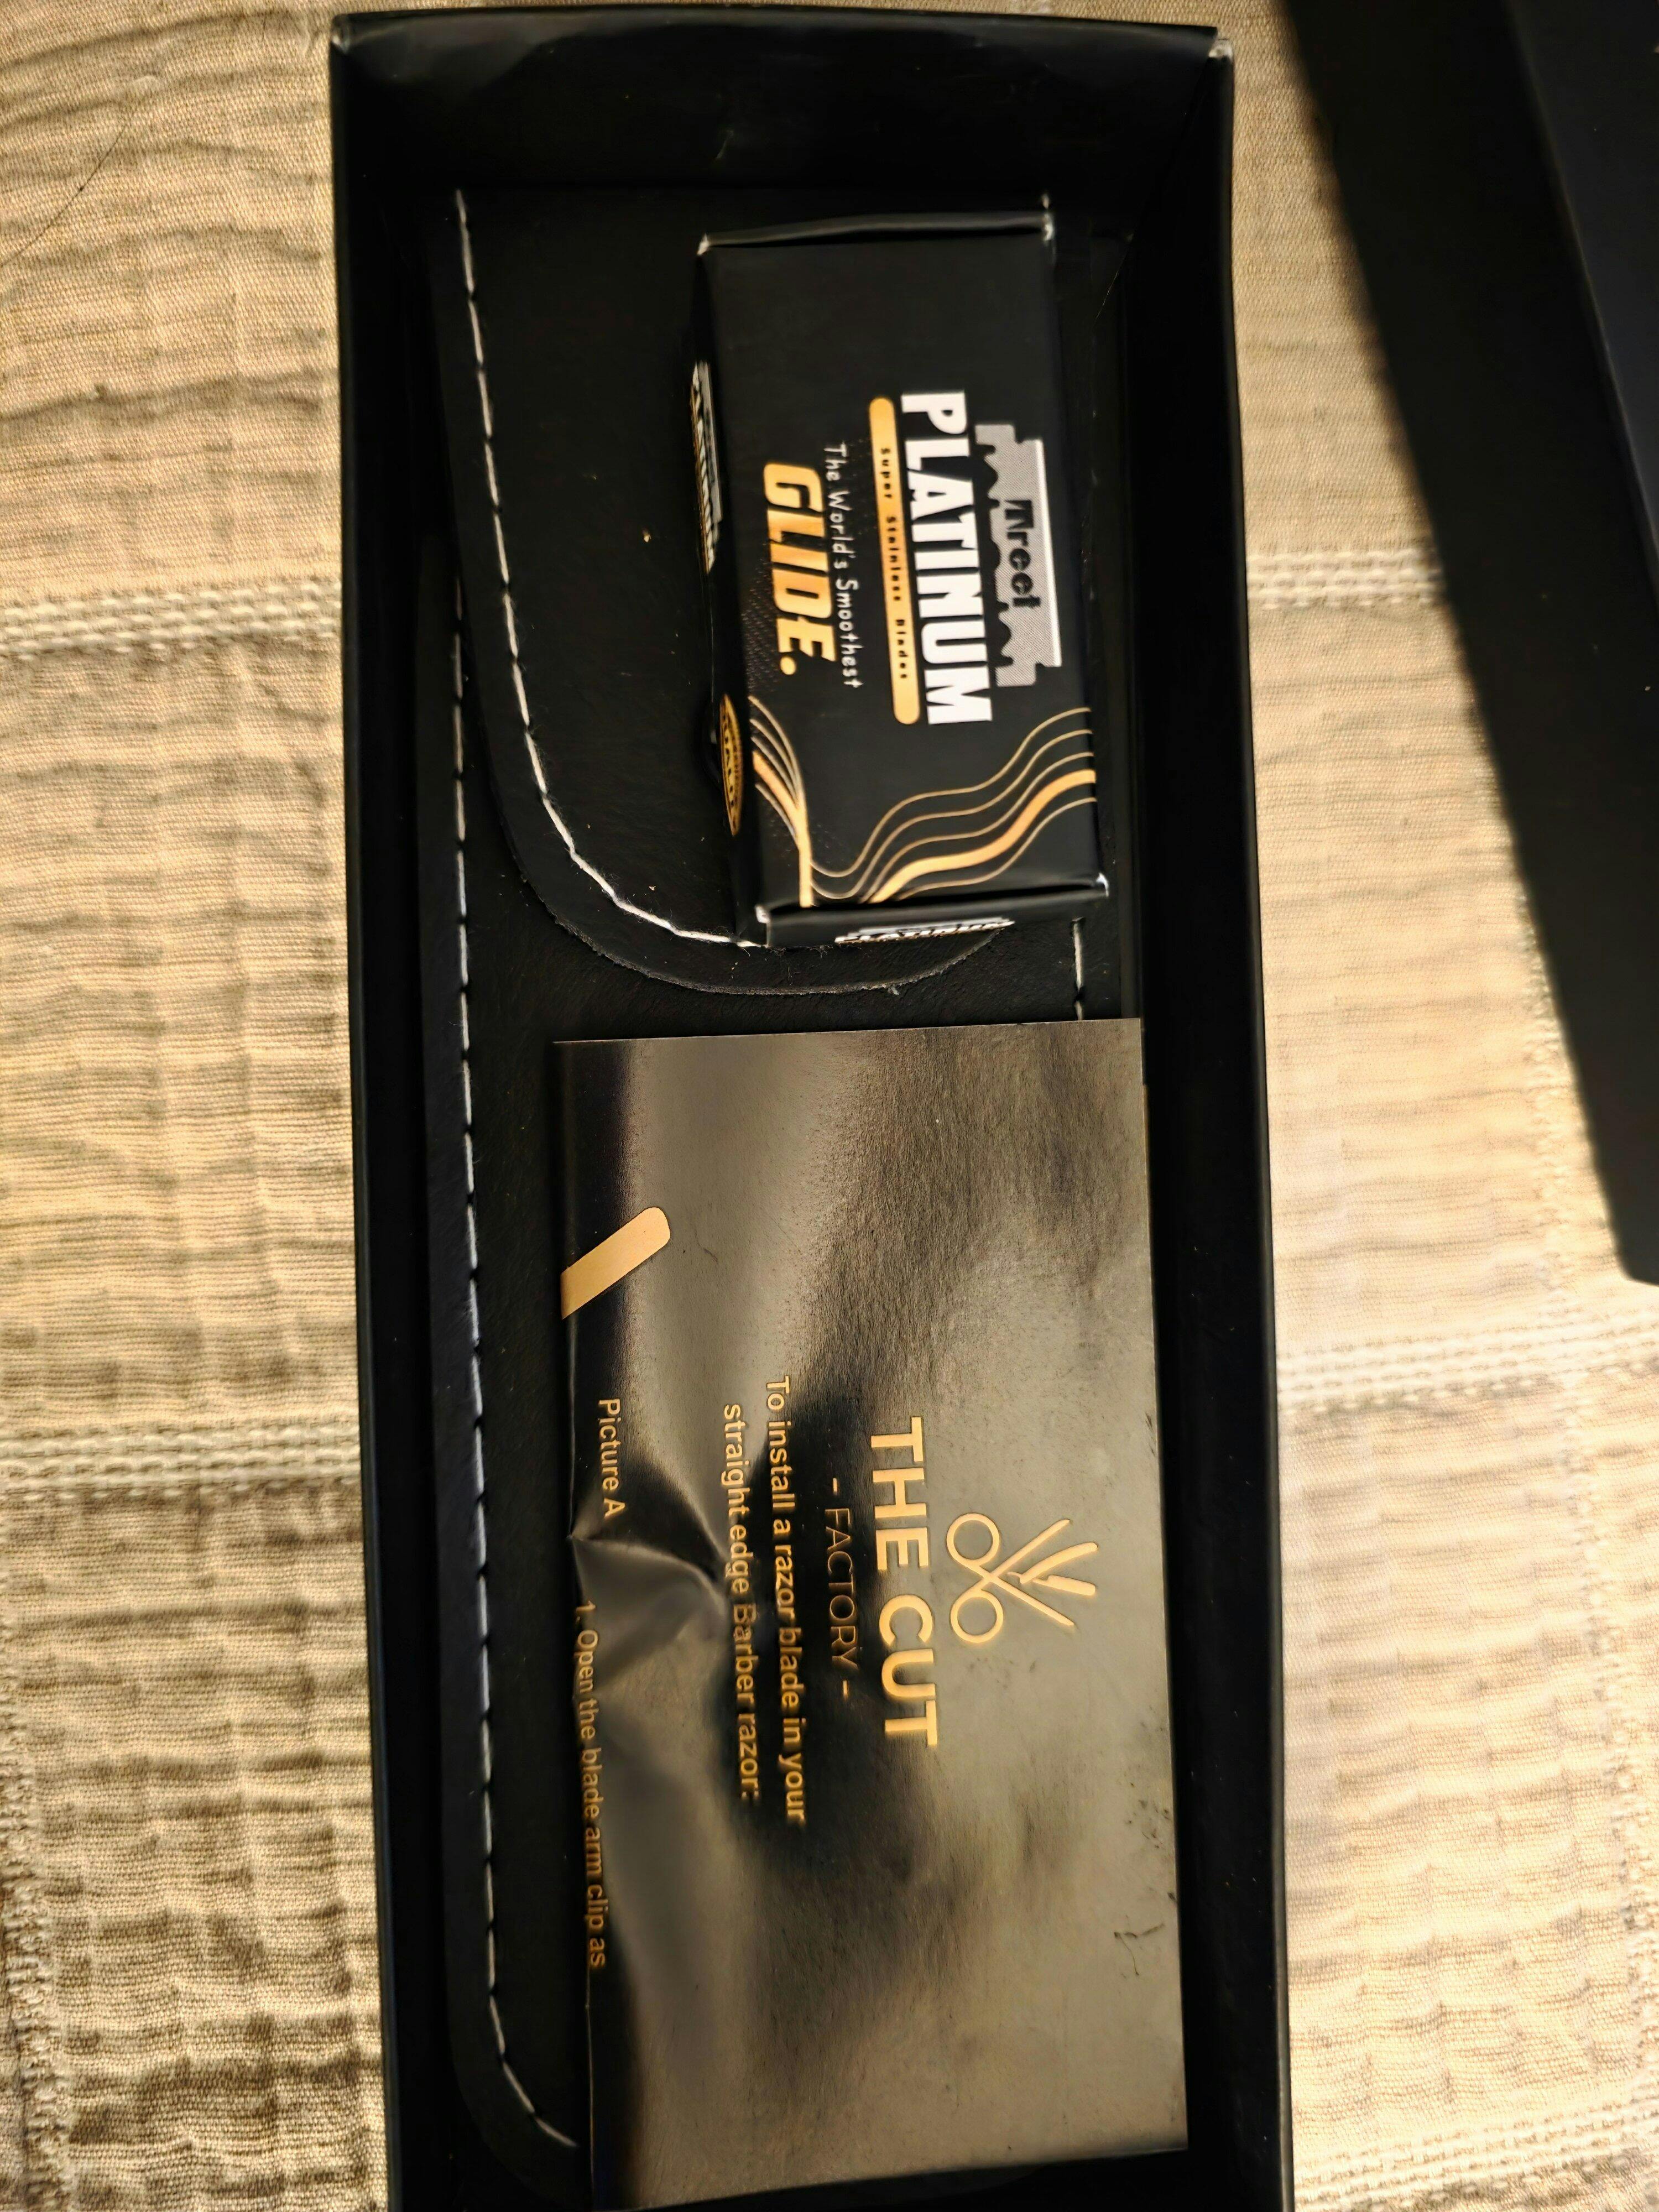 Treet
PLATINUM
Super Stainless Blades
The World's Smoothest
GLIDE.
PLATINUM
THE CUT
- FACTORY -
To install a razor blade in your
straight edge Barber razor:
Picture A
1. Open the blade arm clip as